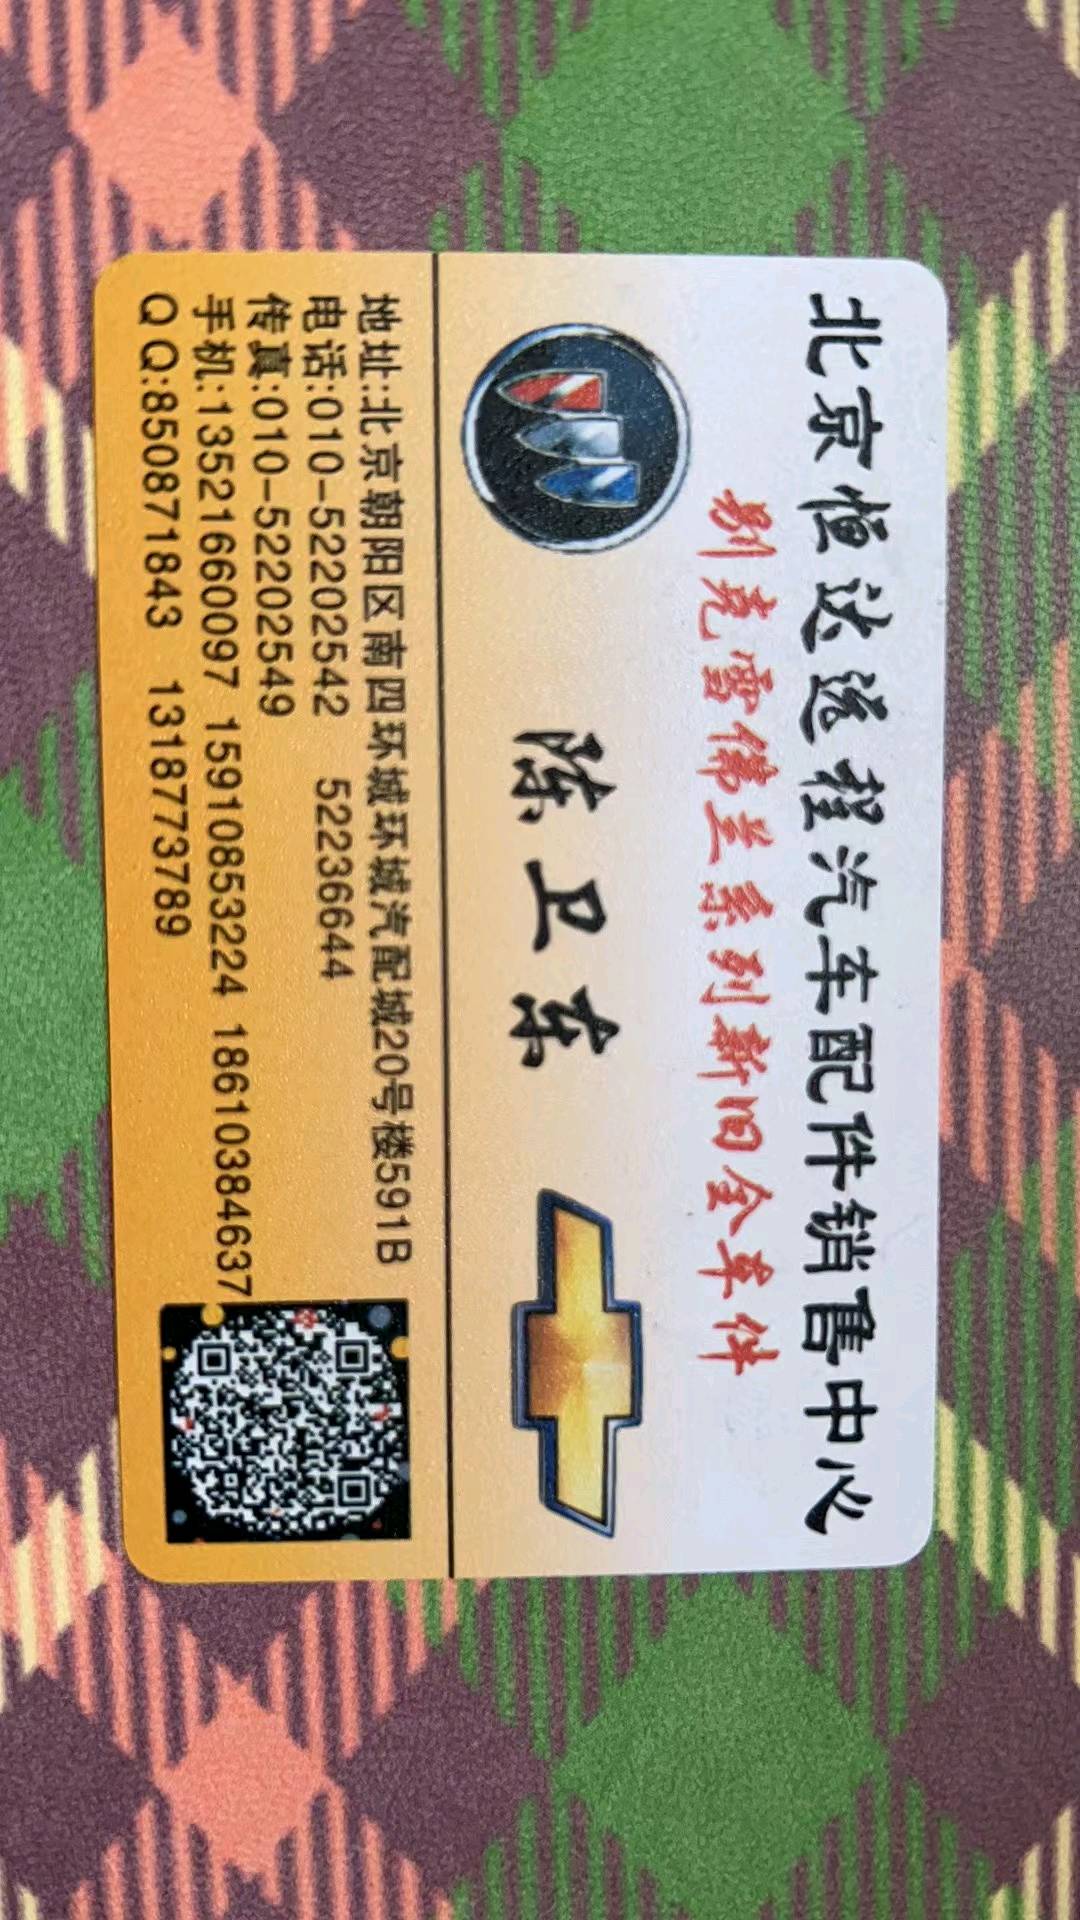 北京恒达远程汽车配件销售中心
别克雪佛兰系列新旧全车件
陈卫东
地址:北京朝阳区南四环城环城汽配城20号楼591B
电话:010-52202542 52236644
传真:010-52202549
手机:13521660097 15910853224 18610384637
QQ:850871843 1318773789